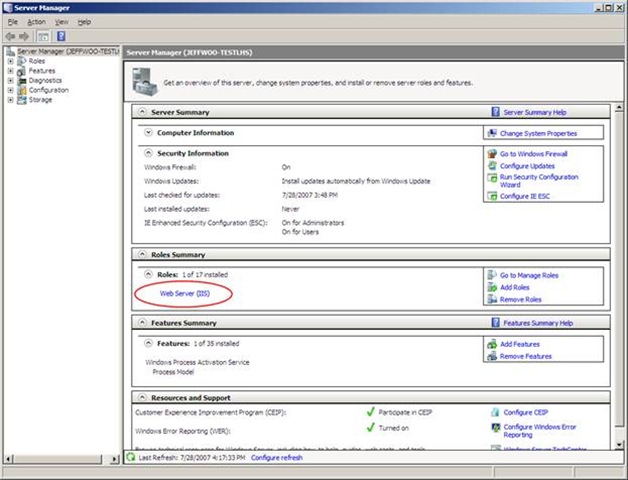 Server Manager
File Action View Help
Server Manager (JEFFWOO-TESTLHS
Roles
Features
Diagnostics
Configuration
Storage
Server Manager (JEFFWOO-TESTLHS)
Get an overview of this server, change system properties, and install or remove server roles and features.
Server Summary
Server Summary Help
Computer Information
Change System Properties
Security Information
Go to Windows Firewall
Configure Updates
Run Security Configuration
Wizard
Configure IE ESC
Windows Firewall: On
Windows Updates: Install updates automatically from Windows Update
Last checked for updates: 7/28/2007 3:48 PM
Last installed updates: Never
IE Enhanced Security Configuration (ESC): On for Administrators
On for Users
Roles Summary
Roles: 1 of 17 installed
Web Server (IIS)
Go to Manage Roles
Add Roles
Remove Roles
Features Summary
Features Summary Help
Features: 1 of 35 installed
Windows Process Activation Service
Process Model
Add Features
Remove Features
Resources and Support
Customer Experience Improvement Program (CEIP): Participate in CEIP
Configure CEIP
Windows Error Reporting (WER): Turned on
Configure Windows Error
Reporting
Windows Server TechCenter
Last Refresh: 7/28/2007 4:17:33 PM Configure refresh